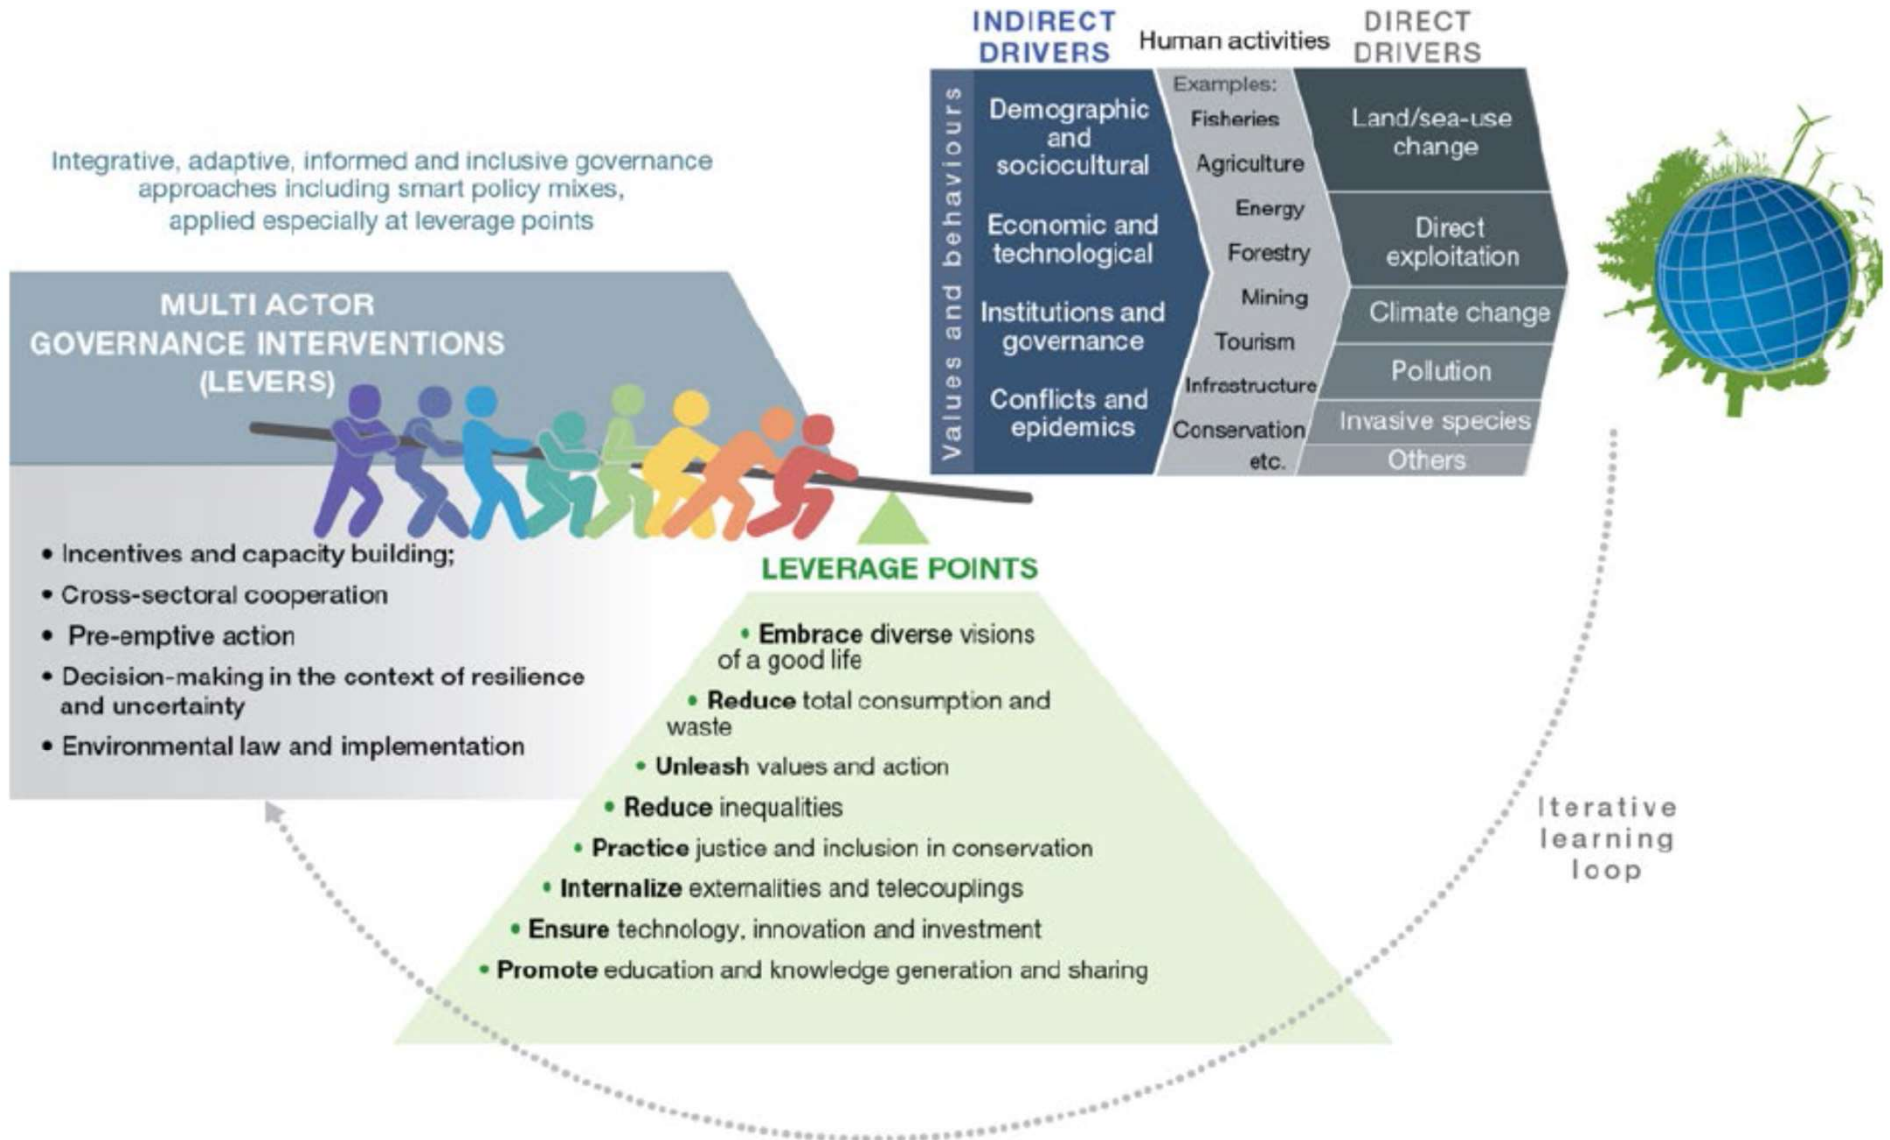 Integrative, adaptive, informed and inclusive governance
approaches including smart policy mixes,
applied especially at leverage points
MULTI ACTOR
GOVERNANCE INTERVENTIONS
(LEVERS)
• Incentives and capacity building;
• Cross-sectoral cooperation
• Pre-emptive action
• Decision-making in the context of resilience
and uncertainty
• Environmental law and implementation
INDIRECT
DRIVERS
Human activities
DIRECT
DRIVERS
Values and behaviours
Demographic
and
sociocultural
Economic and
technological
Institutions and
governance
Conflicts and
epidemics
Examples:
Fisheries
Agriculture
Energy
Forestry
Mining
Tourism
Infrastructure
Conservation
etc.
Land/sea-use
change
Direct
exploitation
Climate change
Pollution
Invasive species
Others
LEVERAGE POINTS
• Embrace diverse visions
of a good life
• Reduce total consumption and
waste
• Unleash values and action
• Reduce inequalities
• Practice justice and inclusion in conservation
• Internalize externalities and telecouplings
• Ensure technology, innovation and investment
• Promote education and knowledge generation and sharing
Iterative
learning
loop